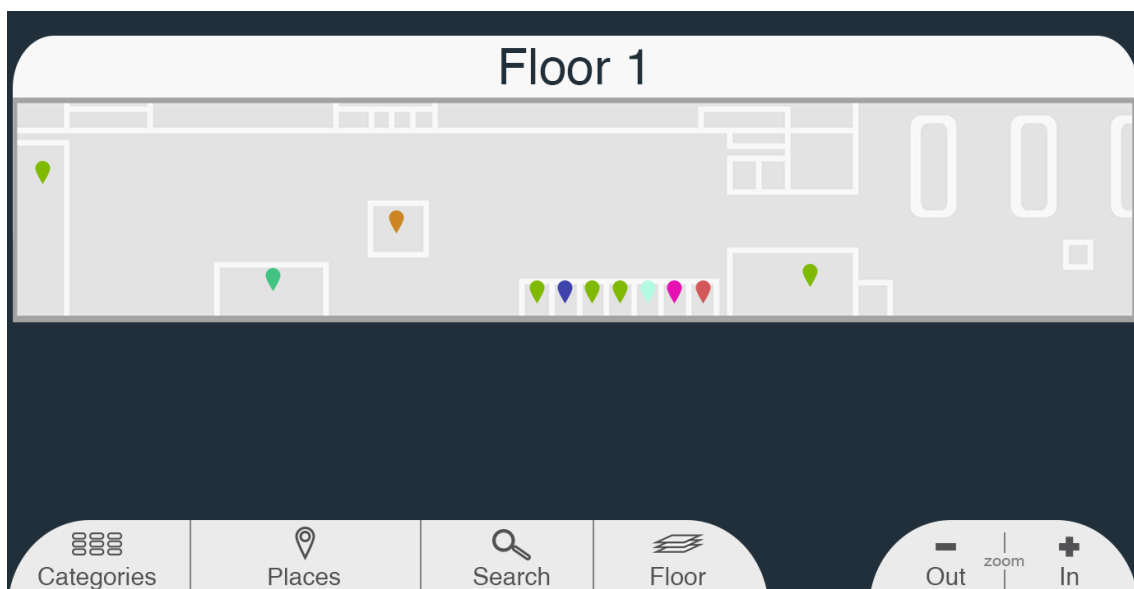 Floor 1
Categories
Places
Search
Floor
Out
zoom
In